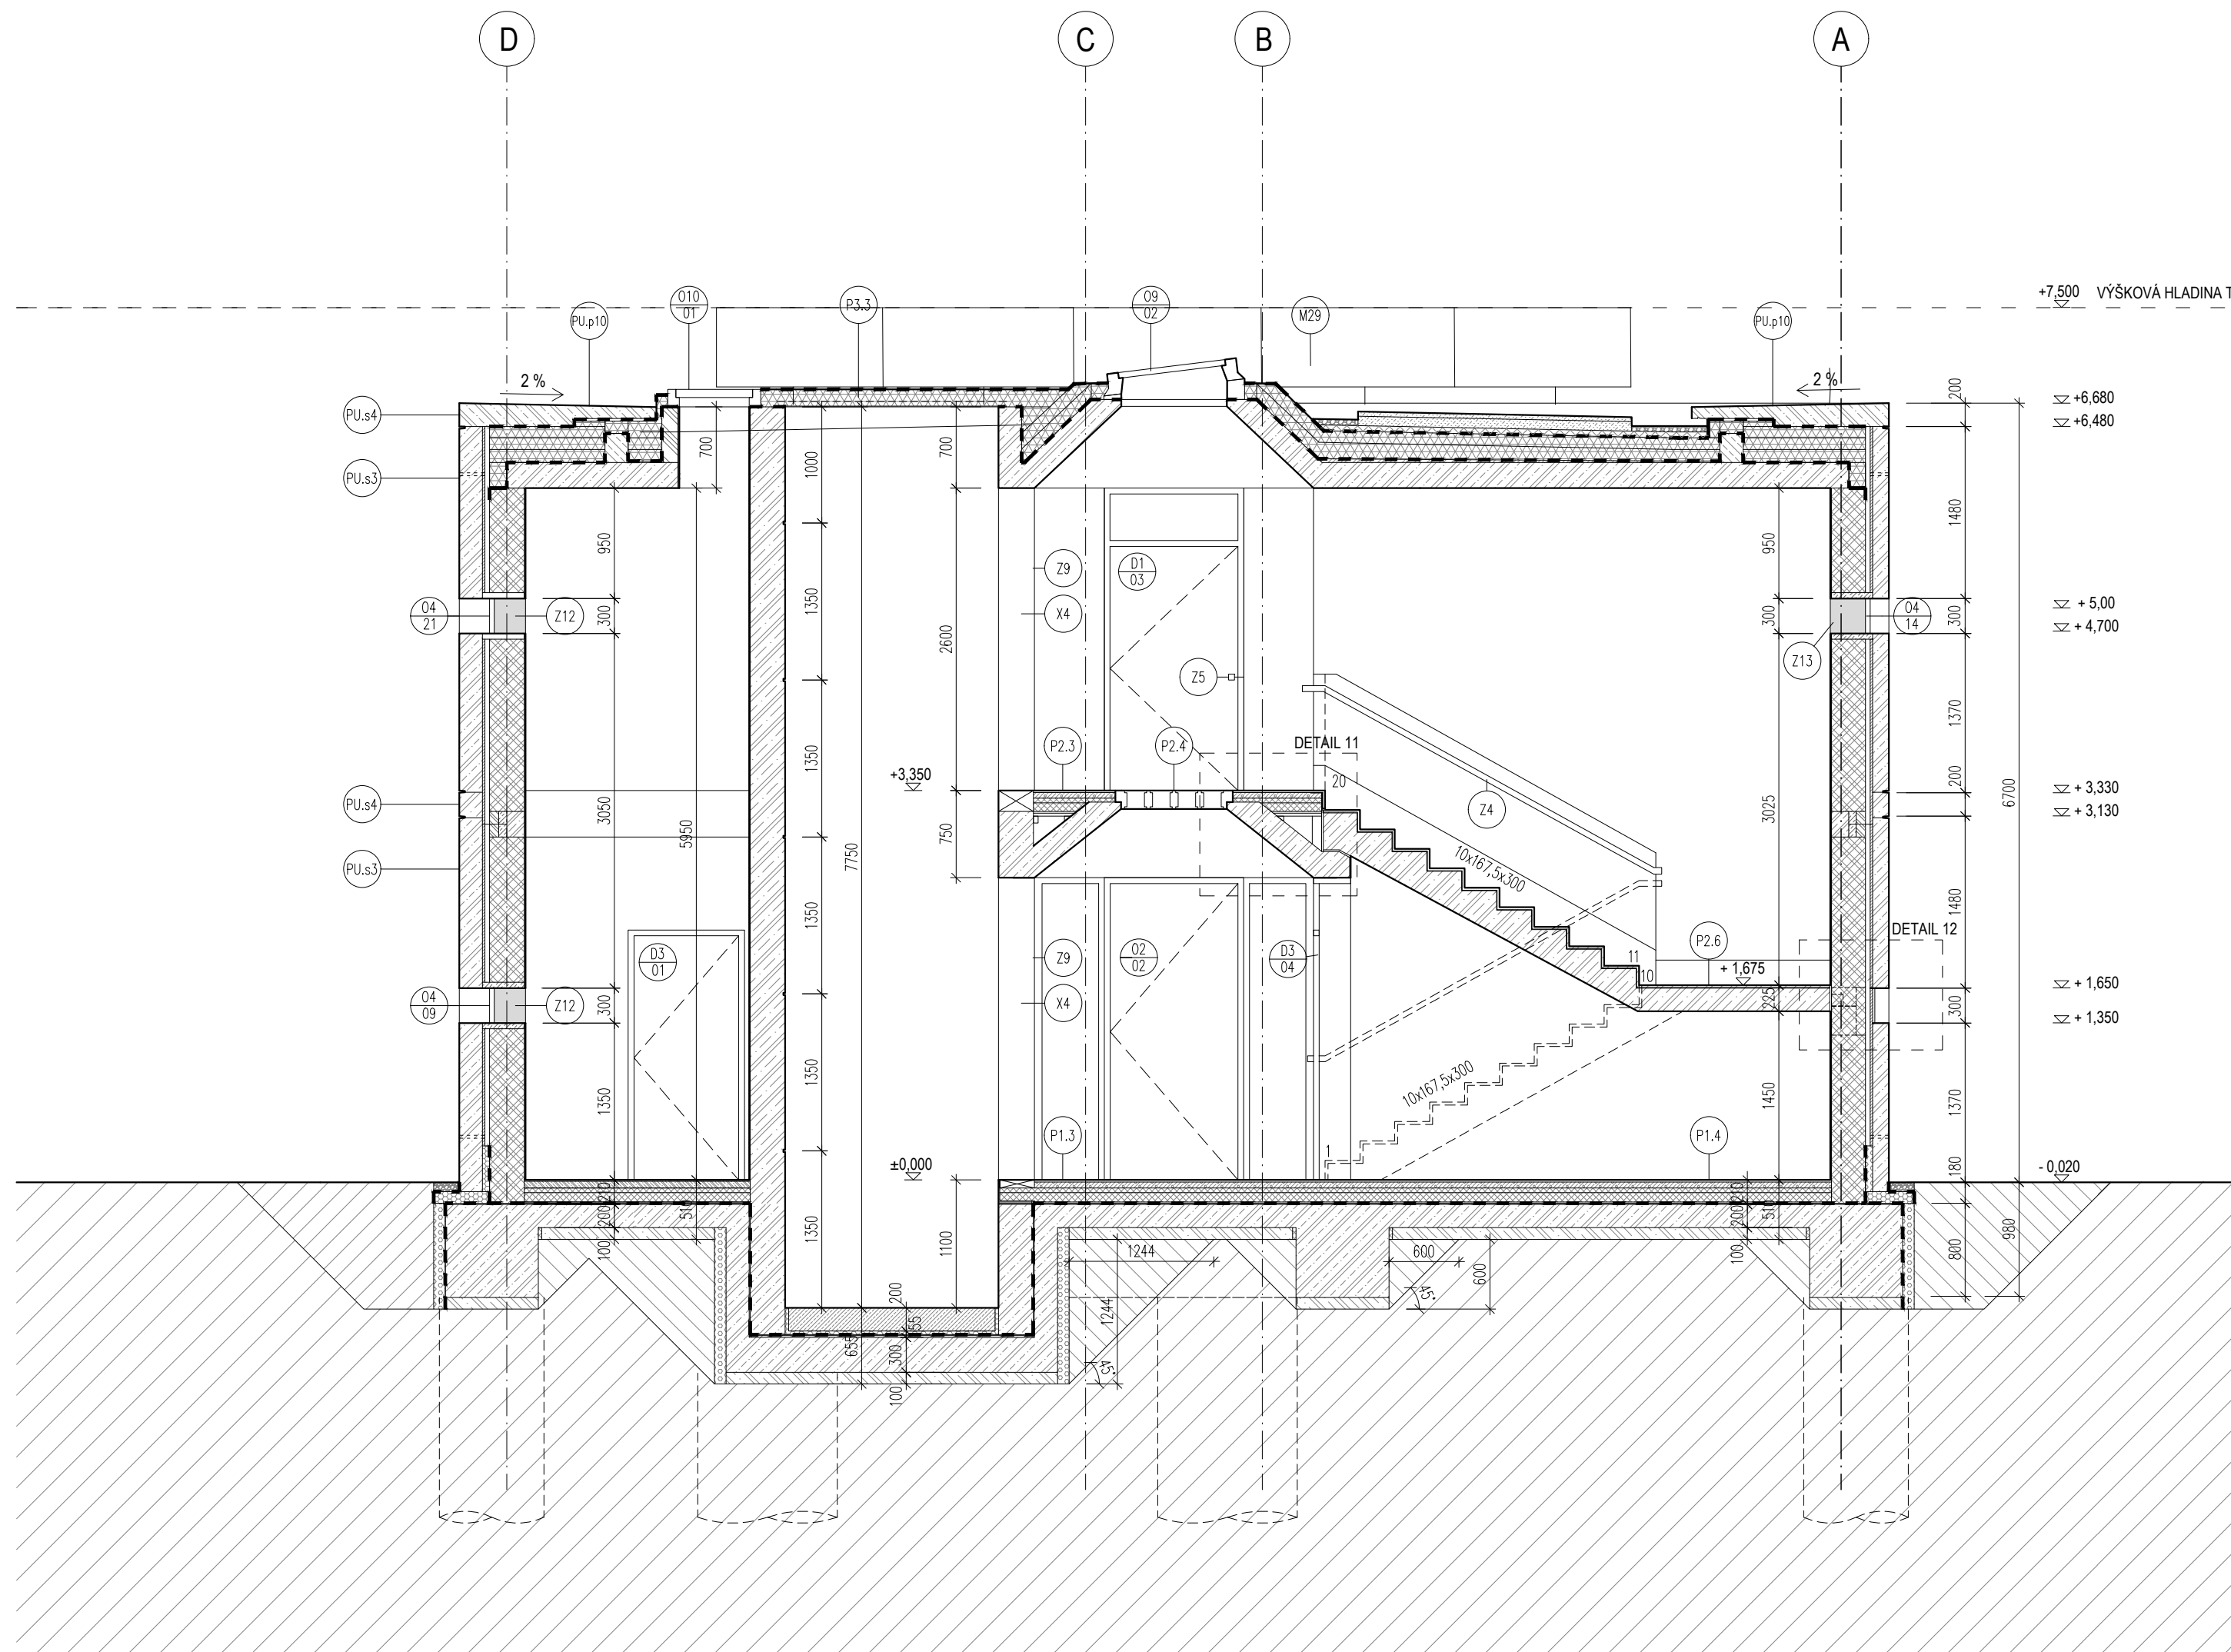 D
C
B
A
+7,500 VÝŠKOVÁ HLADINA T
PU.p10
O10
01
P3.3
O9
02
M29
PU.p10
2 %
2 %
PU.s4
PU.s3
200
+6,680
+6,480
700
1000
700
1480
950
950
D1
03
Z9
X4
1350
2600
O4
21
Z12
300
300
Z13
O4
14
300
+ 5,00
+ 4,700
Z5
P2.3
P2.4
DETAIL 11
20
Z4
1370
6700
+3,350
PU.s4
PU.s3
3050
5950
1350
7750
750
3025
200
+ 3,330
+ 3,130
10x167,5x300
1350
1480
DETAIL 12
D3
01
Z9
X4
O2
02
D3
04
11
10
P2.6
+ 1,675
O4
09
Z12
300
225
300
+ 1,650
+ 1,350
1350
1350
10x167,5x300
1450
1370
P1.3
1
P1.4
±0,000
180
- 0,020
210
200
100
510
1350
1100
1244
600
600
45°
210
200
100
510
800
980
200
55
655
300
100
1244
45°